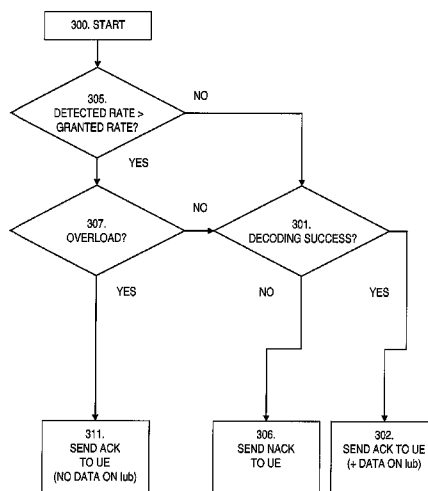 300. START
305.
DETECTED RATE >
GRANTED RATE?
NO
YES
307.
OVERLOAD?
NO
301.
DECODING SUCCESS?
YES
NO
YES
311.
SEND ACK
TO UE
(NO DATA ON Iub)
306.
SEND NACK
TO UE
302.
SEND ACK TO UE
(+ DATA ON Iub)